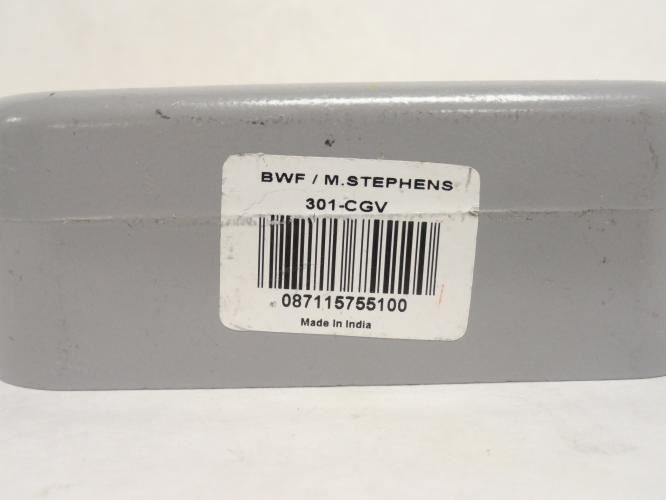 BWF / M.STEPHENS
301-CGV
087115755100
Made In India